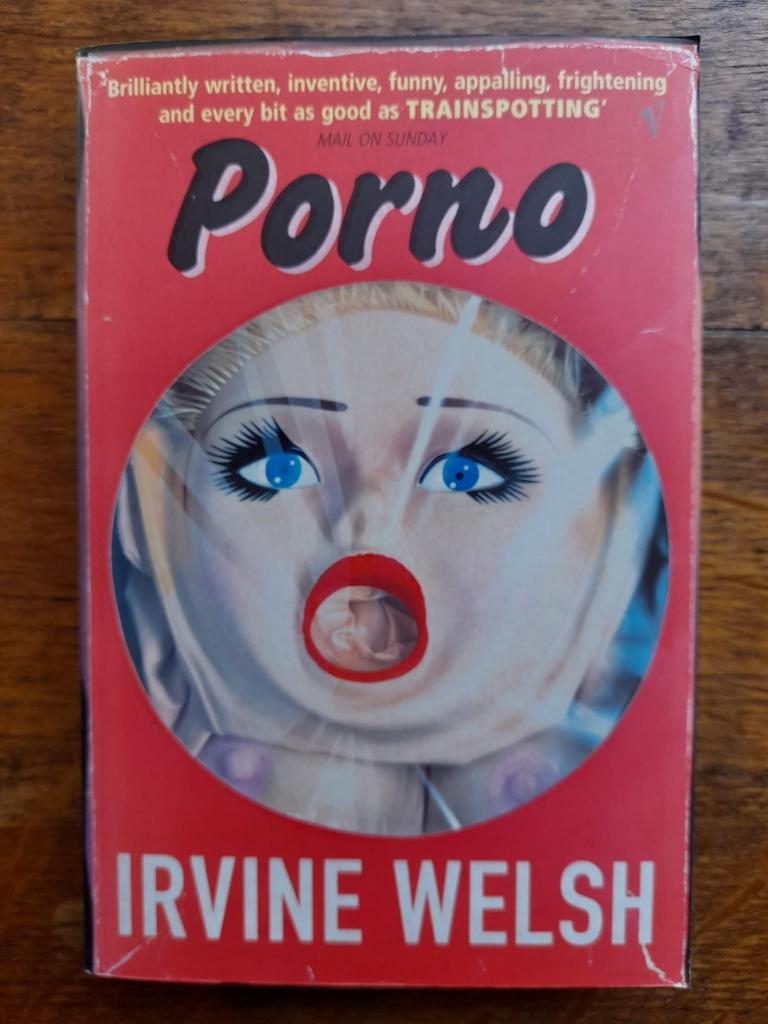 'Brilliantly written, inventive, funny, appalling, frightening
and every bit as good as TRAINSPOTTING'
MAIL ON SUNDAY
Porno
IRVINE WELSH